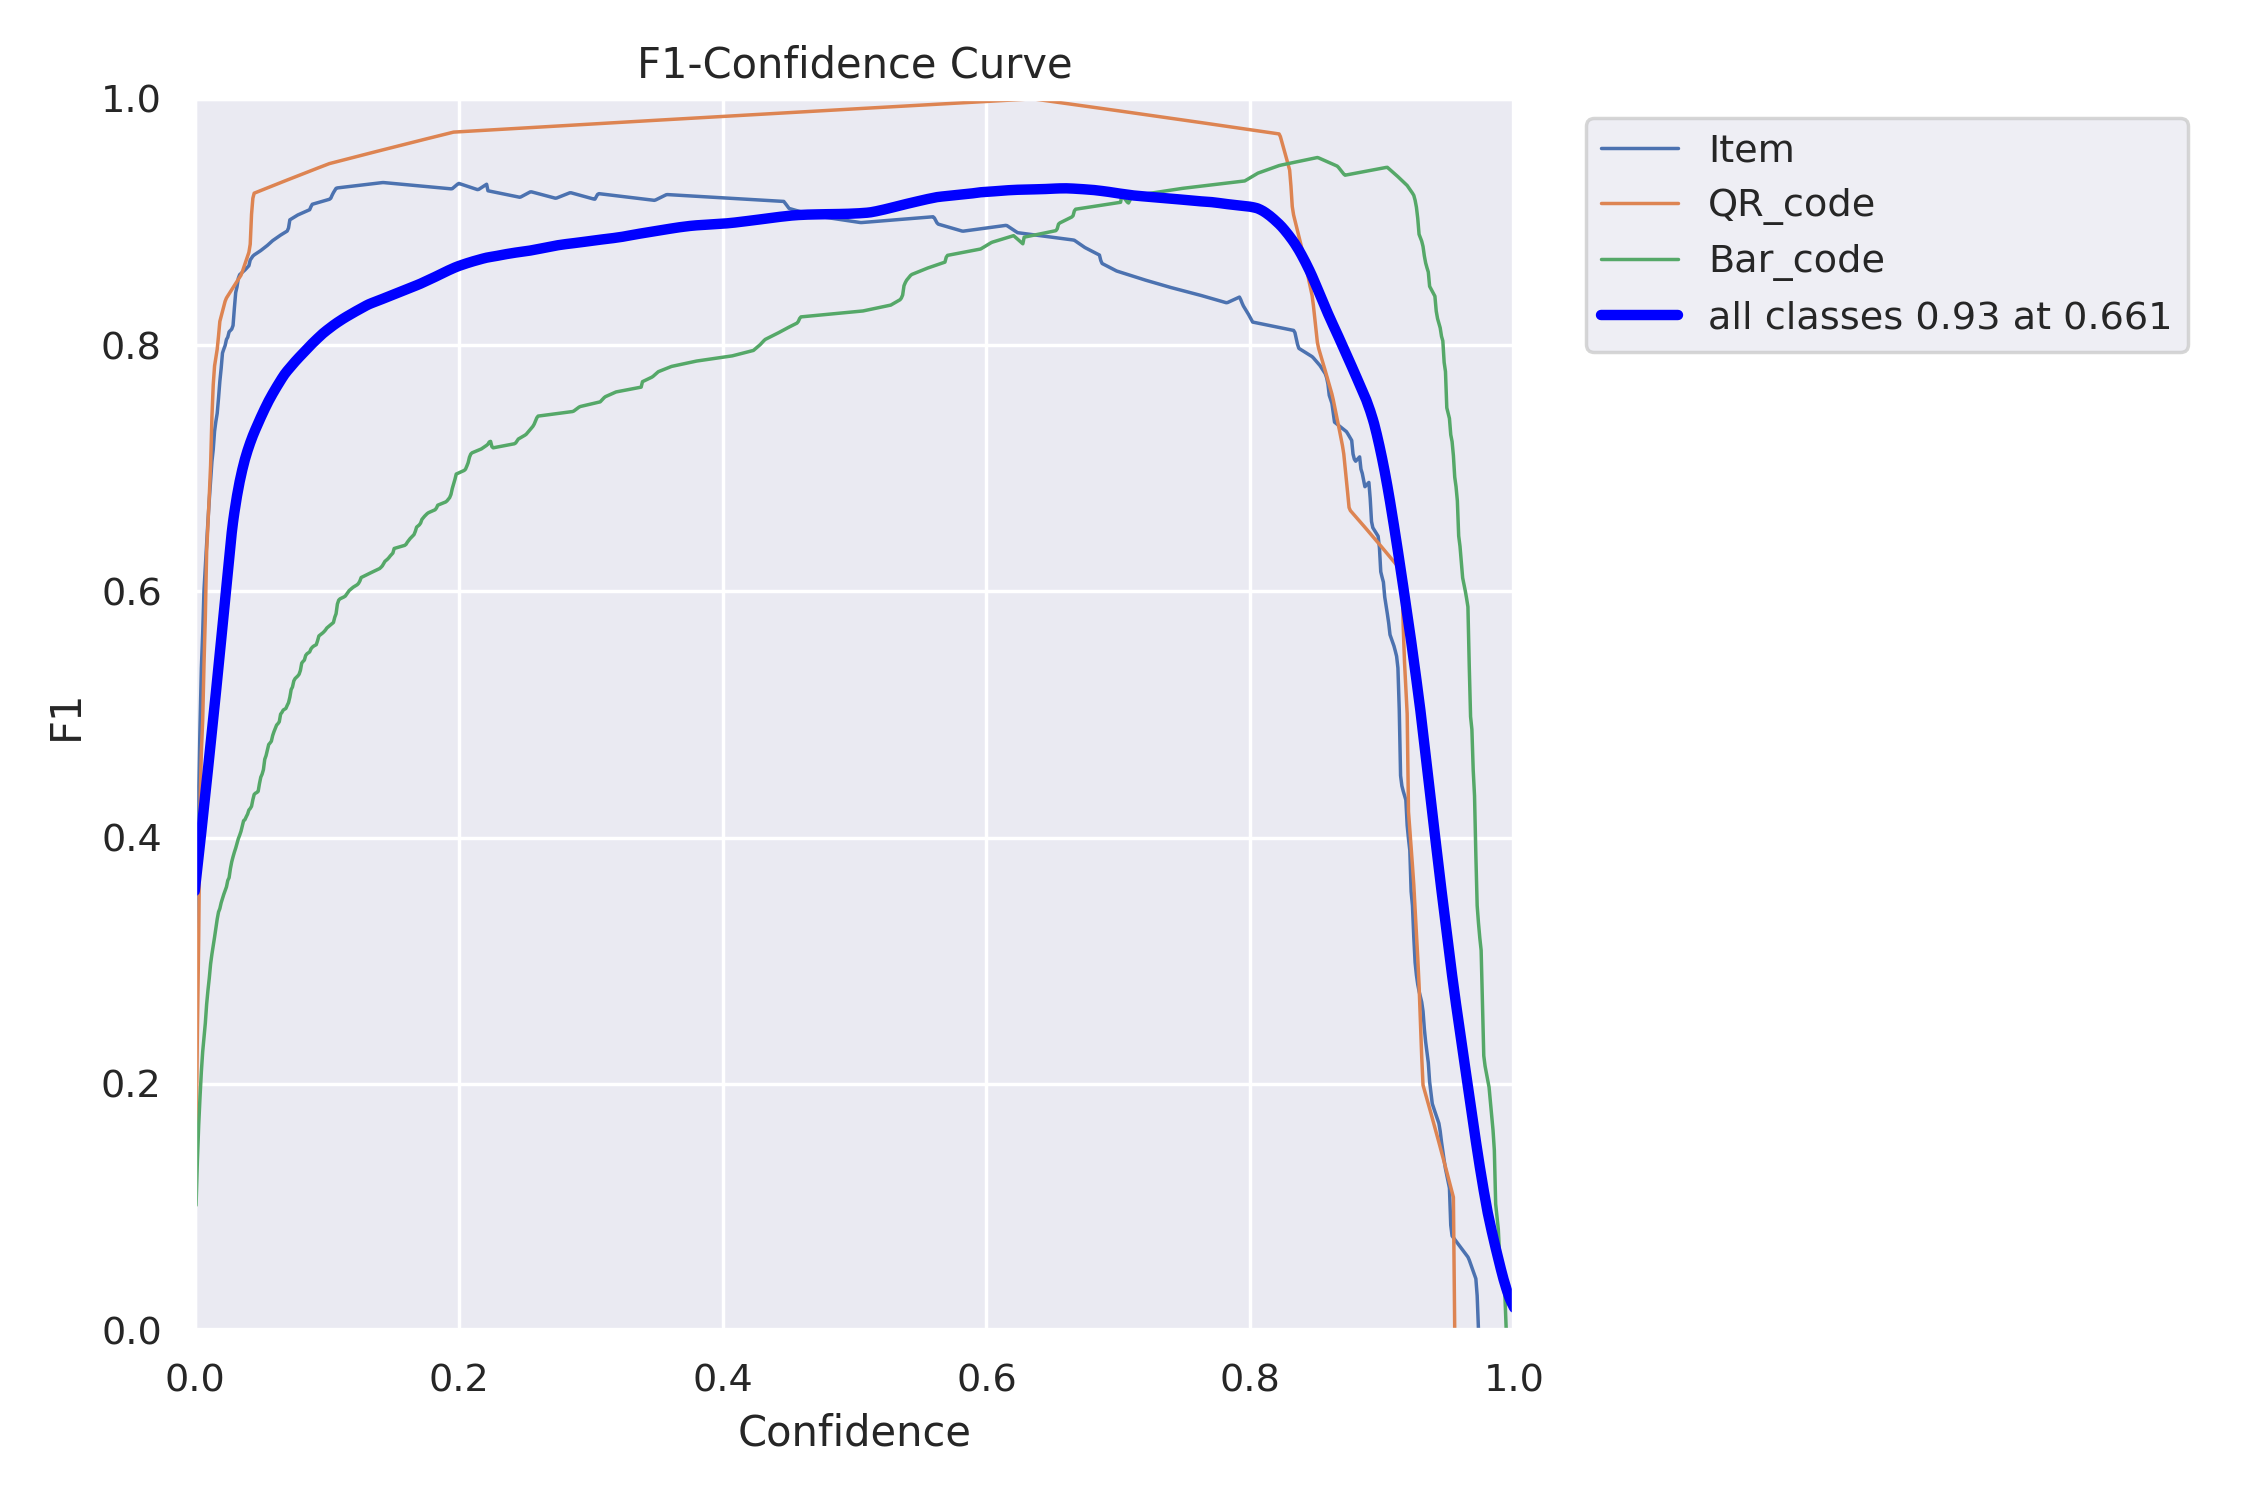 F1-Confidence Curve
1.0
0.8
0.6
0.4
0.2
0.0
F1
0.0 0.2 0.4 0.6 0.8 1.0
Confidence
Item
QR_code
Bar_code
all classes 0.93 at 0.661